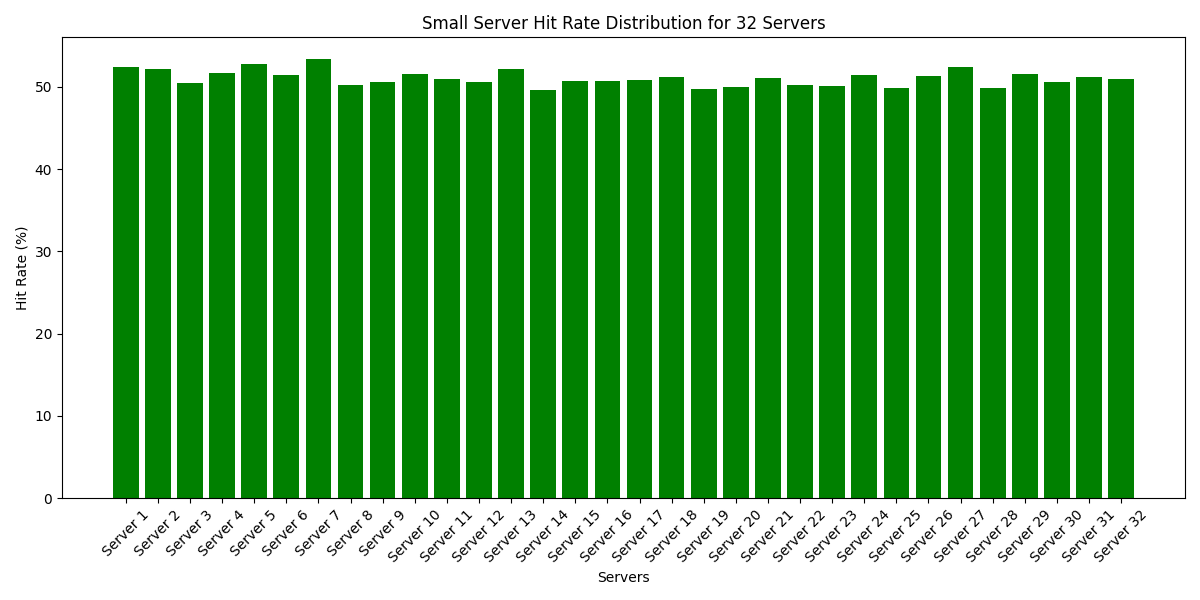 Small Server Hit Rate Distribution for 32 Servers
Hit Rate (%)
50
40
30
20
10
0
Server 1
Server 2
Server 3
Server 4
Server 5
Server 6
Server 7
Server 8
Server 9
Server 10
Server 11
Server 12
Server 13
Server 14
Server 15
Server 16
Server 17
Server 18
Server 19
Server 20
Server 21
Server 22
Server 23
Server 24
Server 25
Server 26
Server 27
Server 28
Server 29
Server 30
Server 31
Server 32
Servers